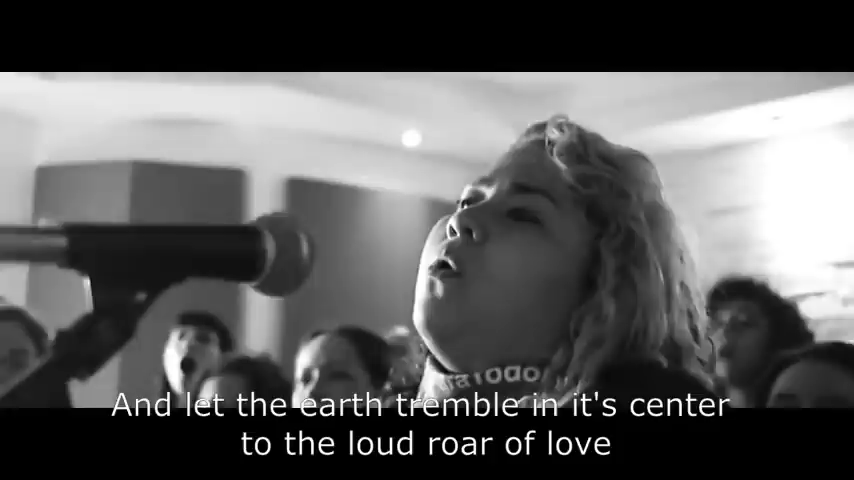 And let the earth tremble in it's center
to the loud roar of love